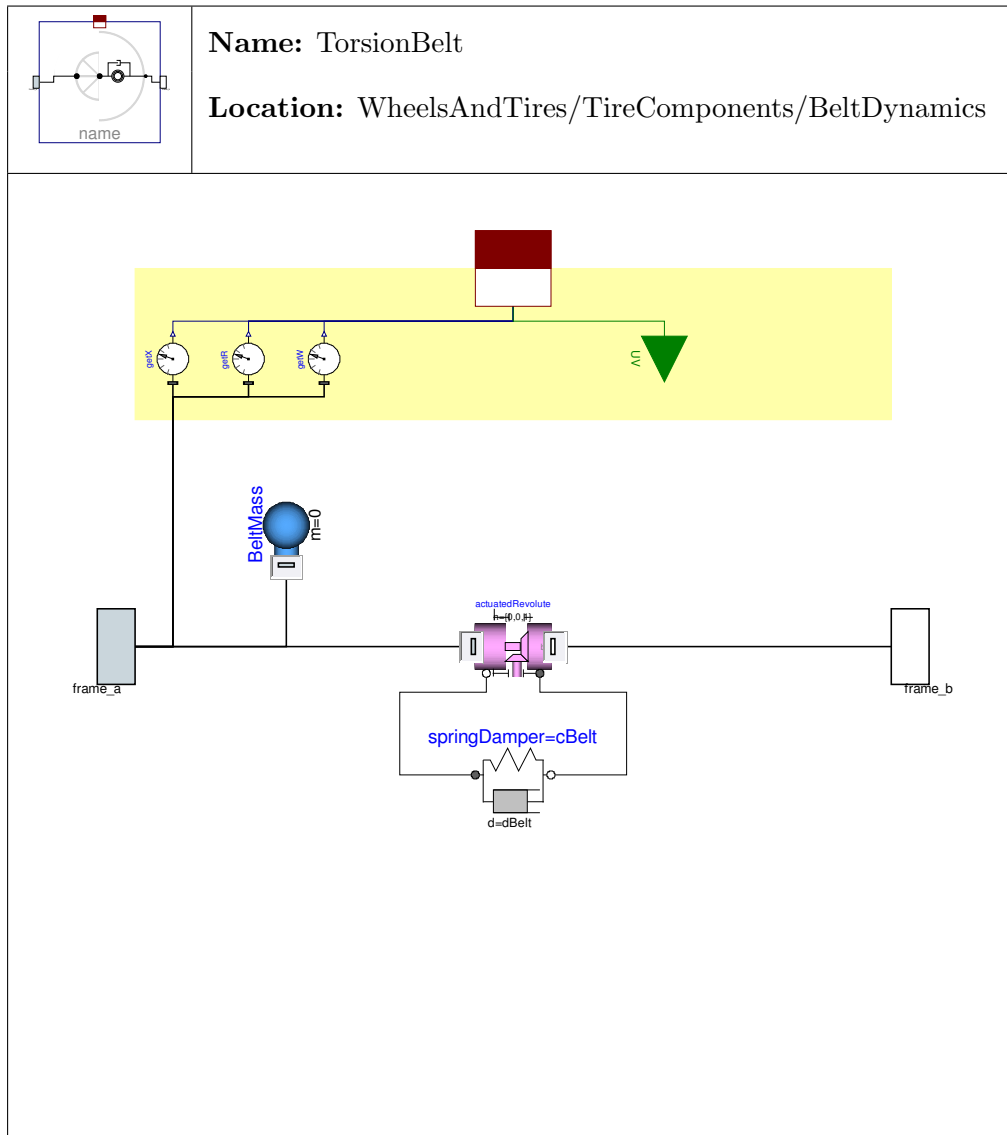 name
Name: TorsionBelt
Location: WheelsAndTires/TireComponents/BeltDynamics
getX
getR
getW
UV
BeltMass
m=0
actuatedRevolute
frame_a
frame_b
springDamper=cBelt
d=dBelt